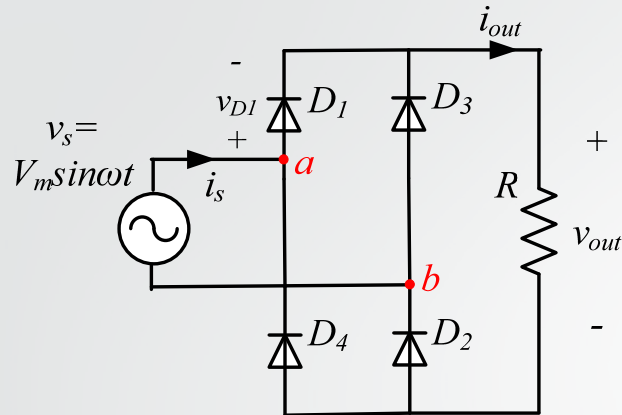 i_out
-
v_D1
D_1
D_3
+
v_s=
V_m sinωt
i_s
a
+
R
v_out
b
-
D_4
D_2